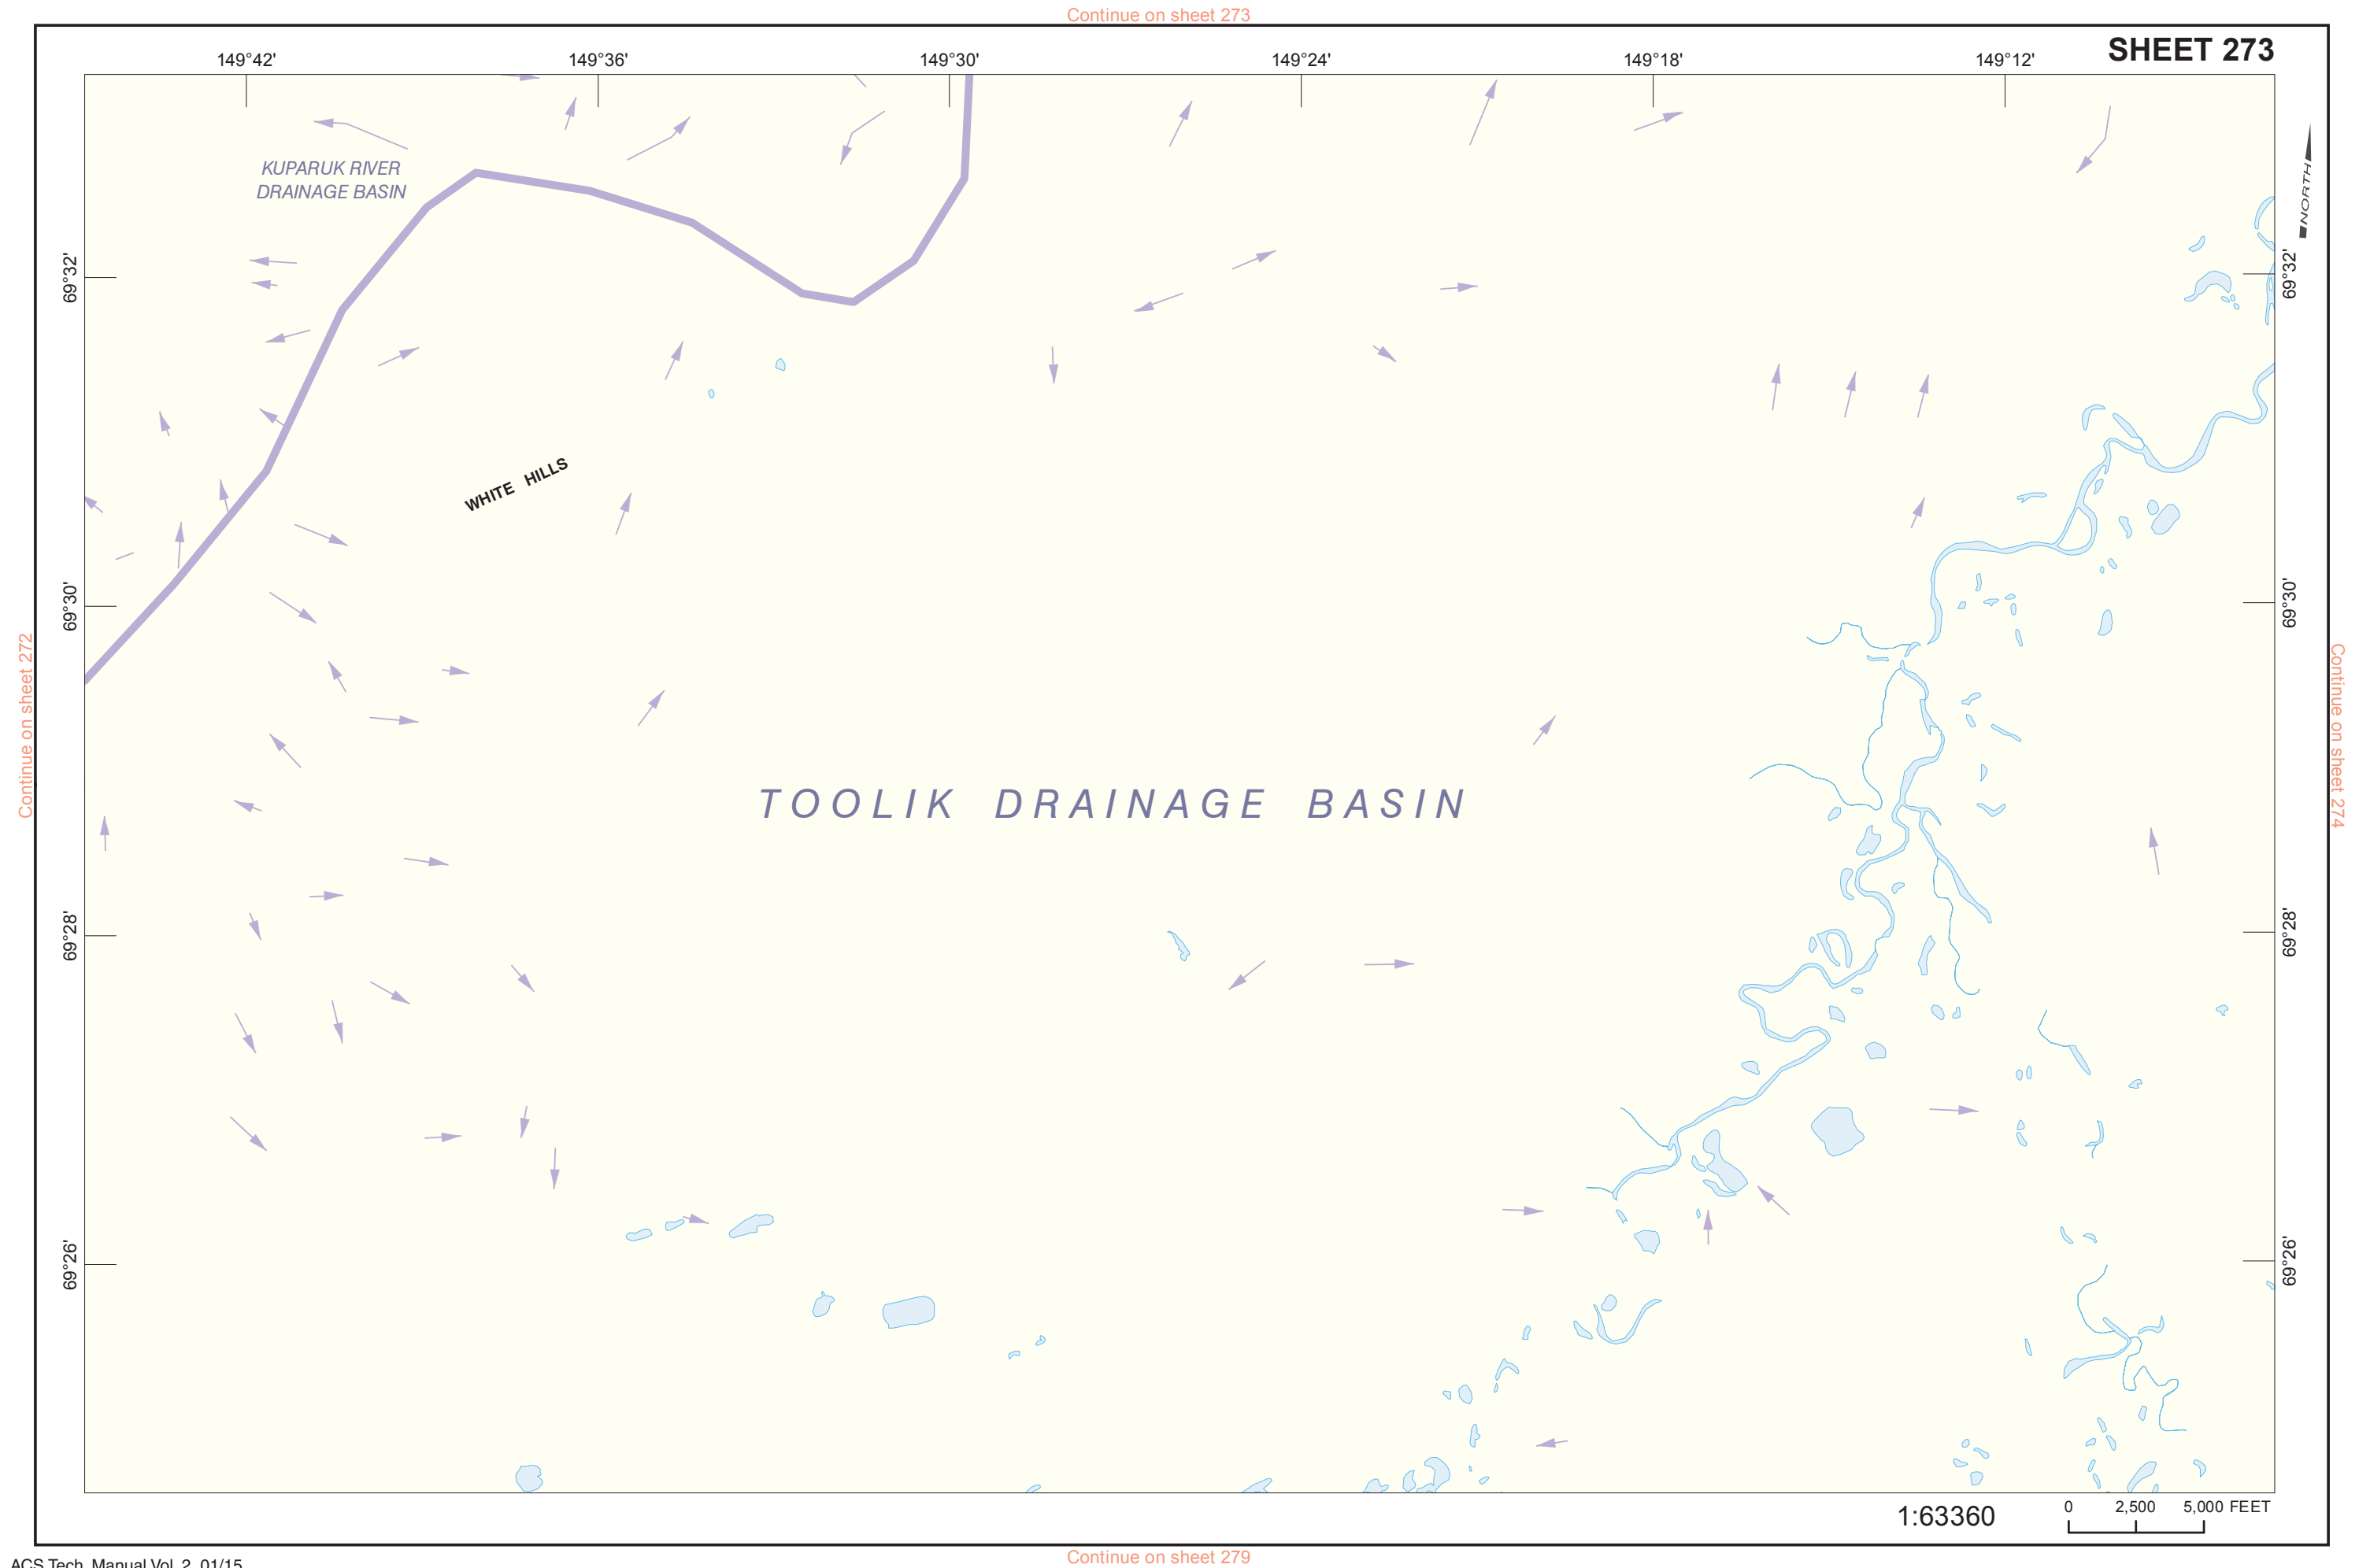 Continue on sheet 273
SHEET 273
149°42'
149°36'
149°30'
149°24'
149°18'
149°12'
NORTH
KUPARUK RIVER
DRAINAGE BASIN
69°32'
69°32'
WHITE HILLS
69°30'
69°30'
Continue on sheet 272
Continue on sheet 274
TOOLIK DRAINAGE BASIN
69°28'
69°28'
69°26'
69°26'
1:63360
0 2,500 5,000 FEET
Continue on sheet 279
ACS Tech. Manual Vol. 2, 01/15